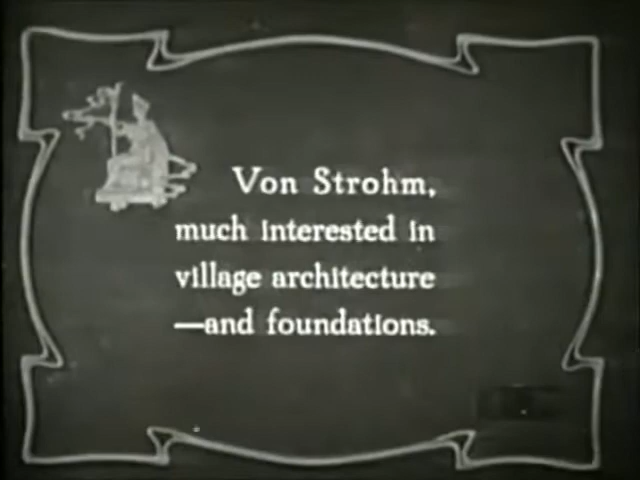 Von Strohm,
much interested in
village architecture
—and foundations.